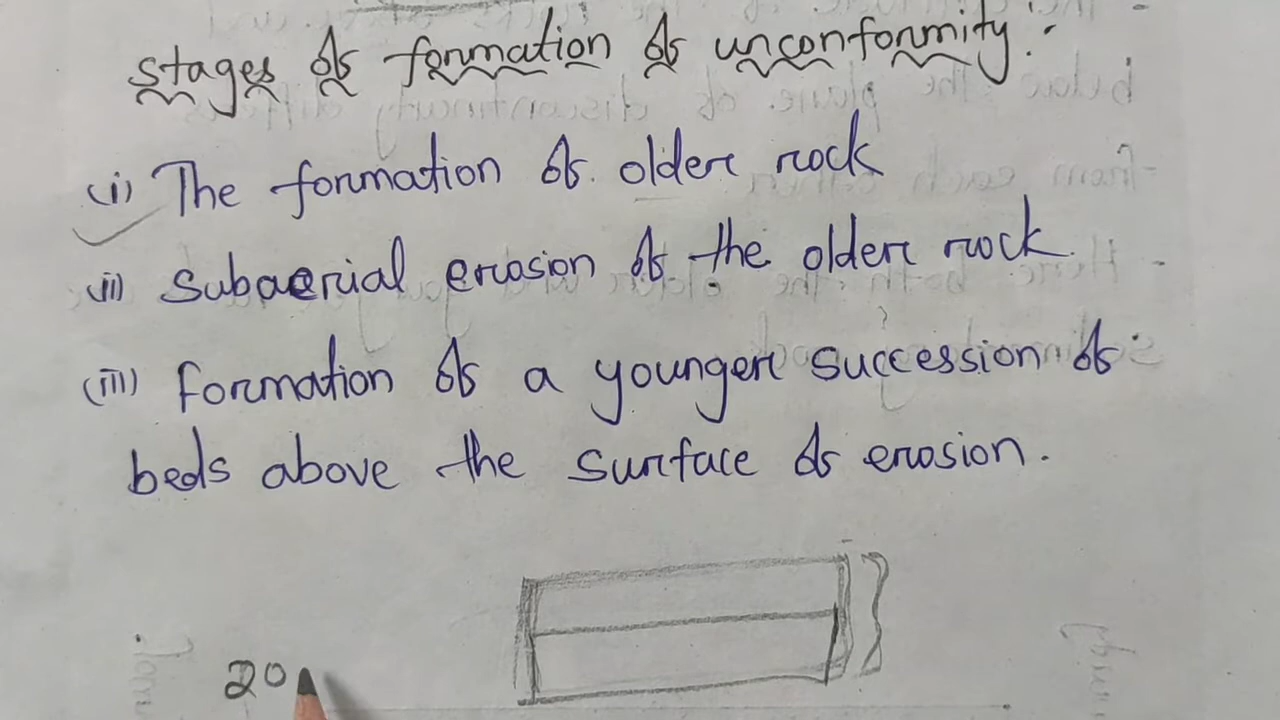 stages of formation of unconformity :-
(i) The formation of older rock
(ii) Subaerial erosion of the older rock.
(iii) Formation of a younger succession of
beds above the surface of erosion.
20